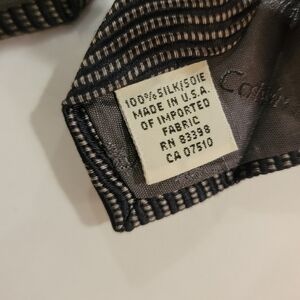 100% SILK/SOIE
MADE IN U.S.A.
OF IMPORTED
FABRIC
RN 83398
CA 07510